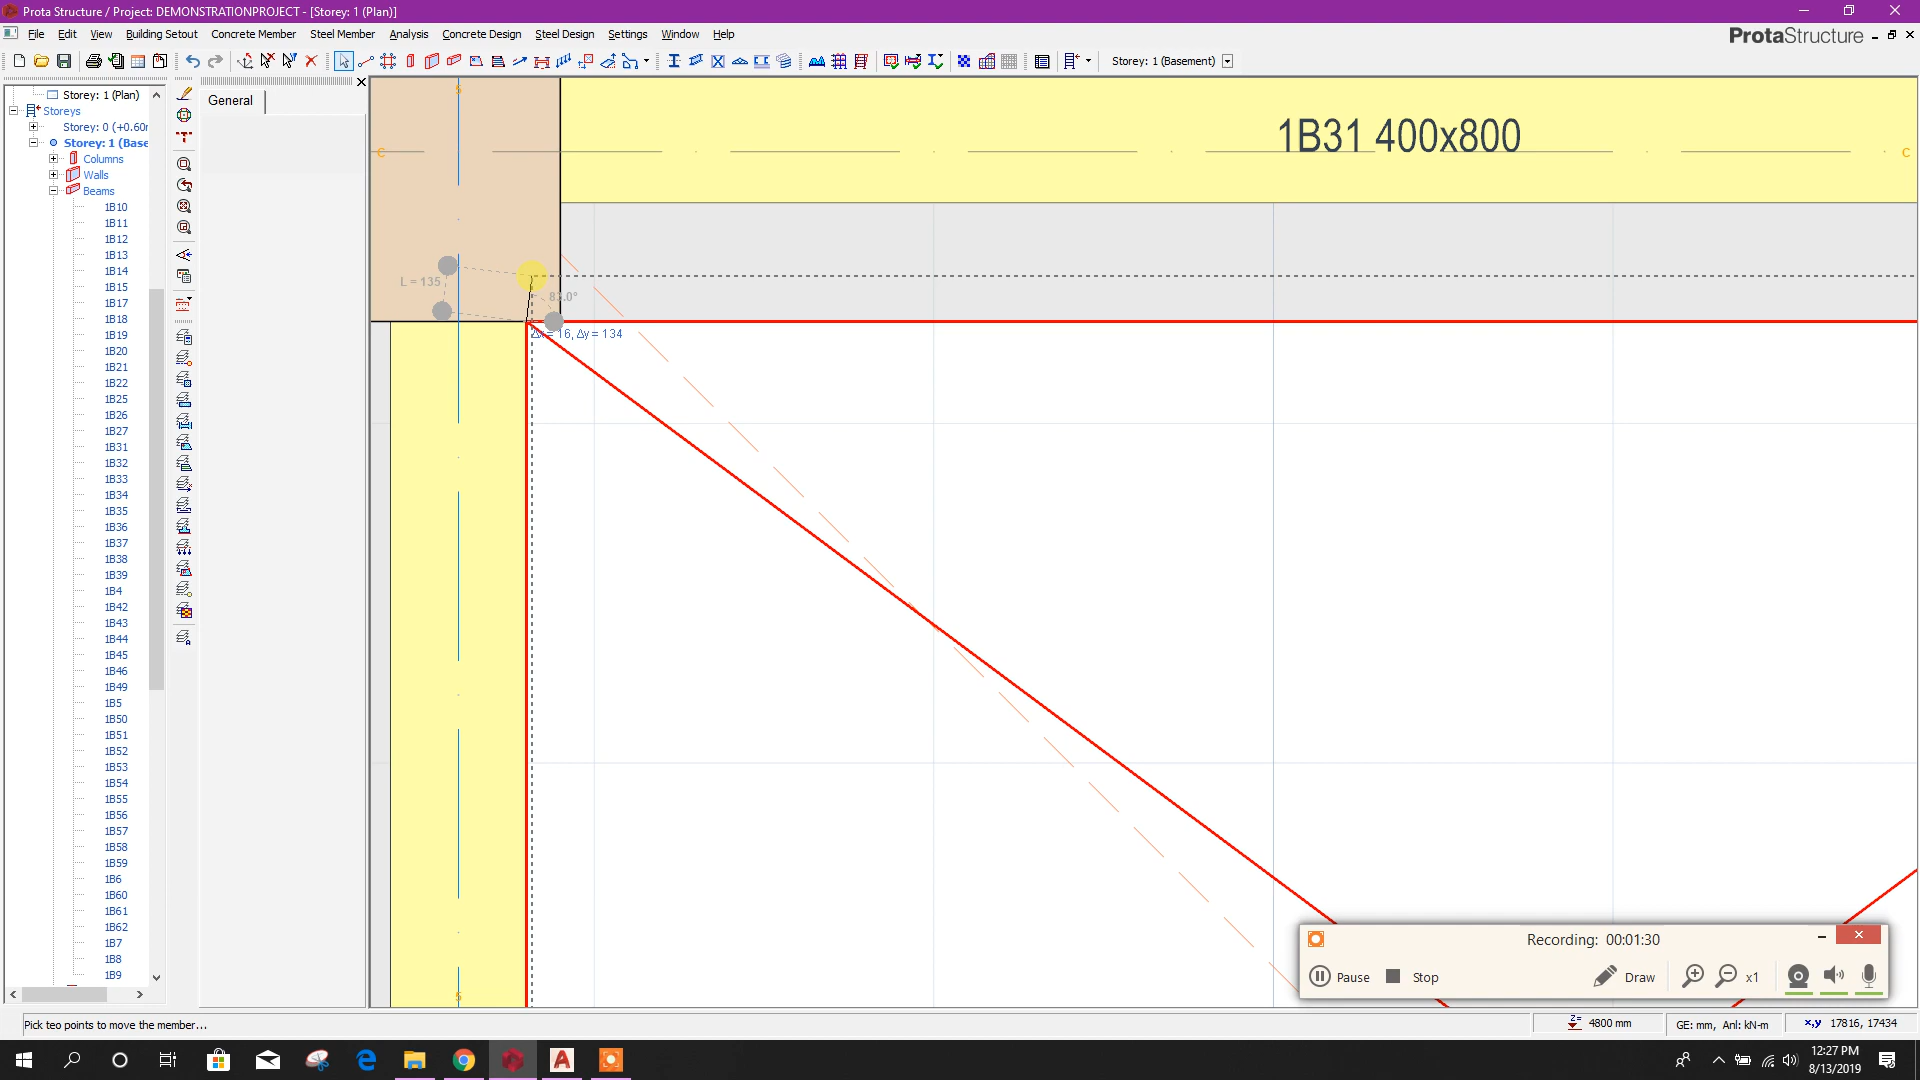 Prota Structure / Project: DEMONSTRATIONPROJECT - [Storey: 1 (Plan)]
File Edit View Building Setout Concrete Member Steel Member Analysis Concrete Design Steel Design Settings Window Help
ProtaStructure
Storey: 1 (Basement)
Storey: 1 (Plan)
Storeys
Storey: 0 (+0.60r
Storey: 1 (Base
Columns
Walls
Beams
1B10
1B11
1B12
1B13
1B14
1B15
1B17
1B18
1B19
1B20
1B21
1B22
1B25
1B26
1B27
1B31
1B32
1B33
1B34
1B35
1B36
1B37
1B38
1B39
1B4
1B42
1B43
1B44
1B45
1B46
1B49
1B5
1B50
1B51
1B52
1B53
1B54
1B55
1B56
1B57
1B58
1B59
1B6
1B60
1B61
1B62
1B7
1B8
1B9
General
5
1B31 400x800
C
C
L = 135
Δy = 134
5
Recording: 00:01:30
Pause Stop Draw x1
Pick teo points to move the member...
Z= 4800 mm
GE: mm, Anl: kN-m
x,y 17816, 17434
12:27 PM
8/13/2019